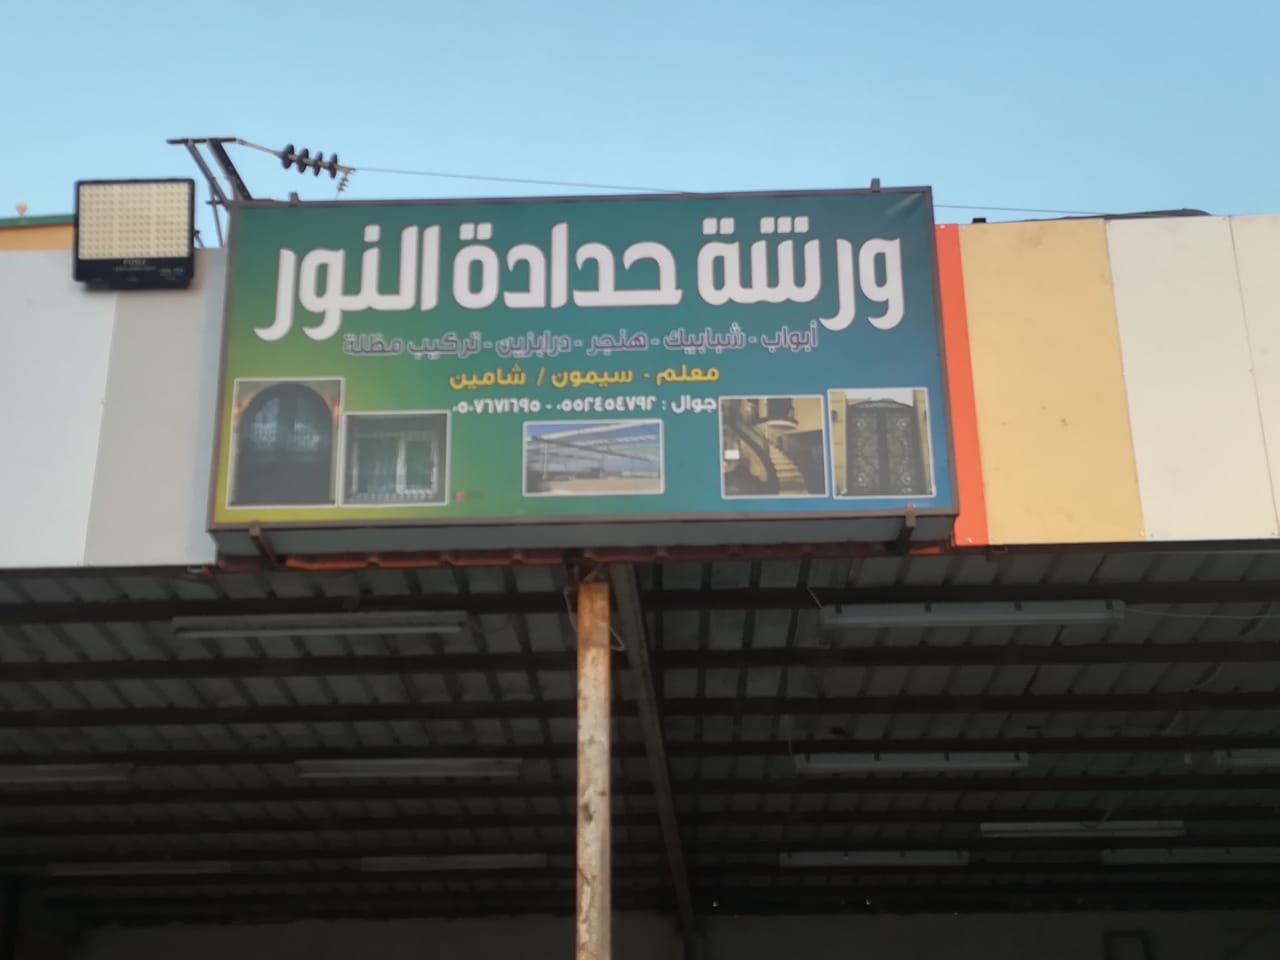 ورشة حدادة النور
أبواب - شبابيك - هنجر - درابزين - تركيب مظلة
معلم - سيمون / شامين
جوال : ٠٥٥٢٤٥٤٧٩٢ - ٠٥٠٧٦٧١٦٩٥